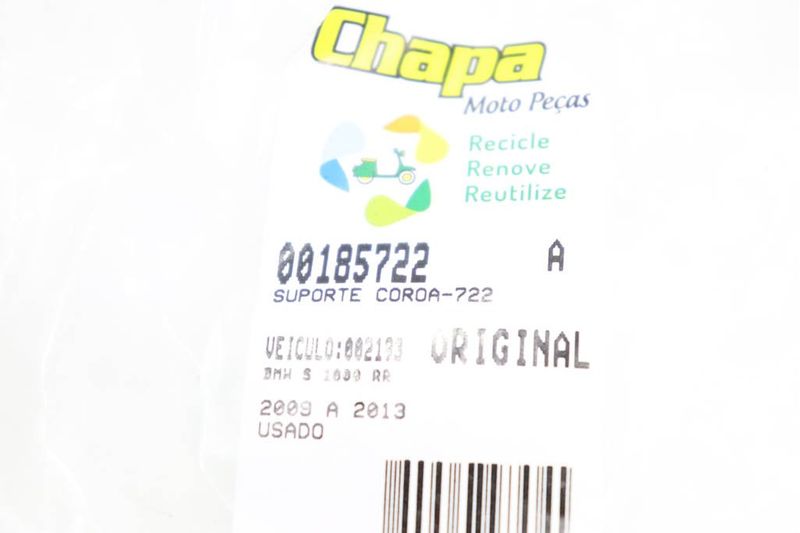 Chapa
Moto Peças
Recicle
Renove
Reutilize
00185722 A
SUPORTE COROA-722
VEICULO:002133 ORIGINAL
BMW S 1000 RR
2009 A 2013
USADO